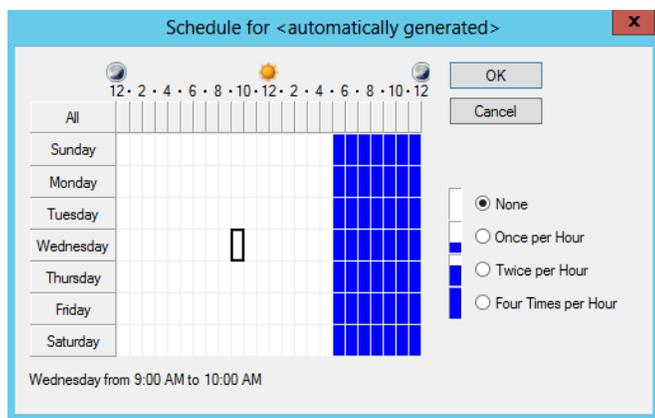 Schedule for <automatically generated>
x
12 · 2 · 4 · 6 · 8 · 10 · 12 · 2 · 4 · 6 · 8 · 10 · 12
OK
Cancel
All
Sunday
Monday
Tuesday
Wednesday
Thursday
Friday
Saturday
None
Once per Hour
Twice per Hour
Four Times per Hour
Wednesday from 9:00 AM to 10:00 AM